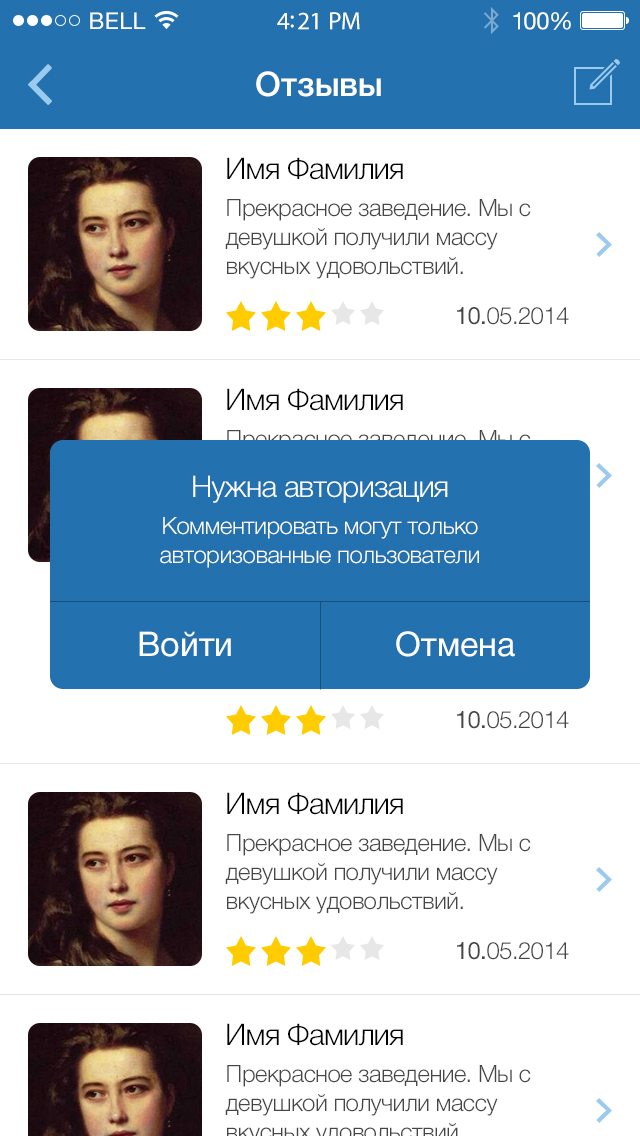 BELL 4:21 PM 100%
Отзывы
Имя Фамилия
Прекрасное заведение. Мы с
девушкой получили массу
вкусных удовольствий.
10.05.2014
Имя Фамилия
Прекрасное заведение. Мы с
Нужна авторизация
Комментировать могут только
авторизованные пользователи
Войти Отмена
10.05.2014
Имя Фамилия
Прекрасное заведение. Мы с
девушкой получили массу
вкусных удовольствий.
10.05.2014
Имя Фамилия
Прекрасное заведение. Мы с
девушкой получили массу
вкусных удовольствий.